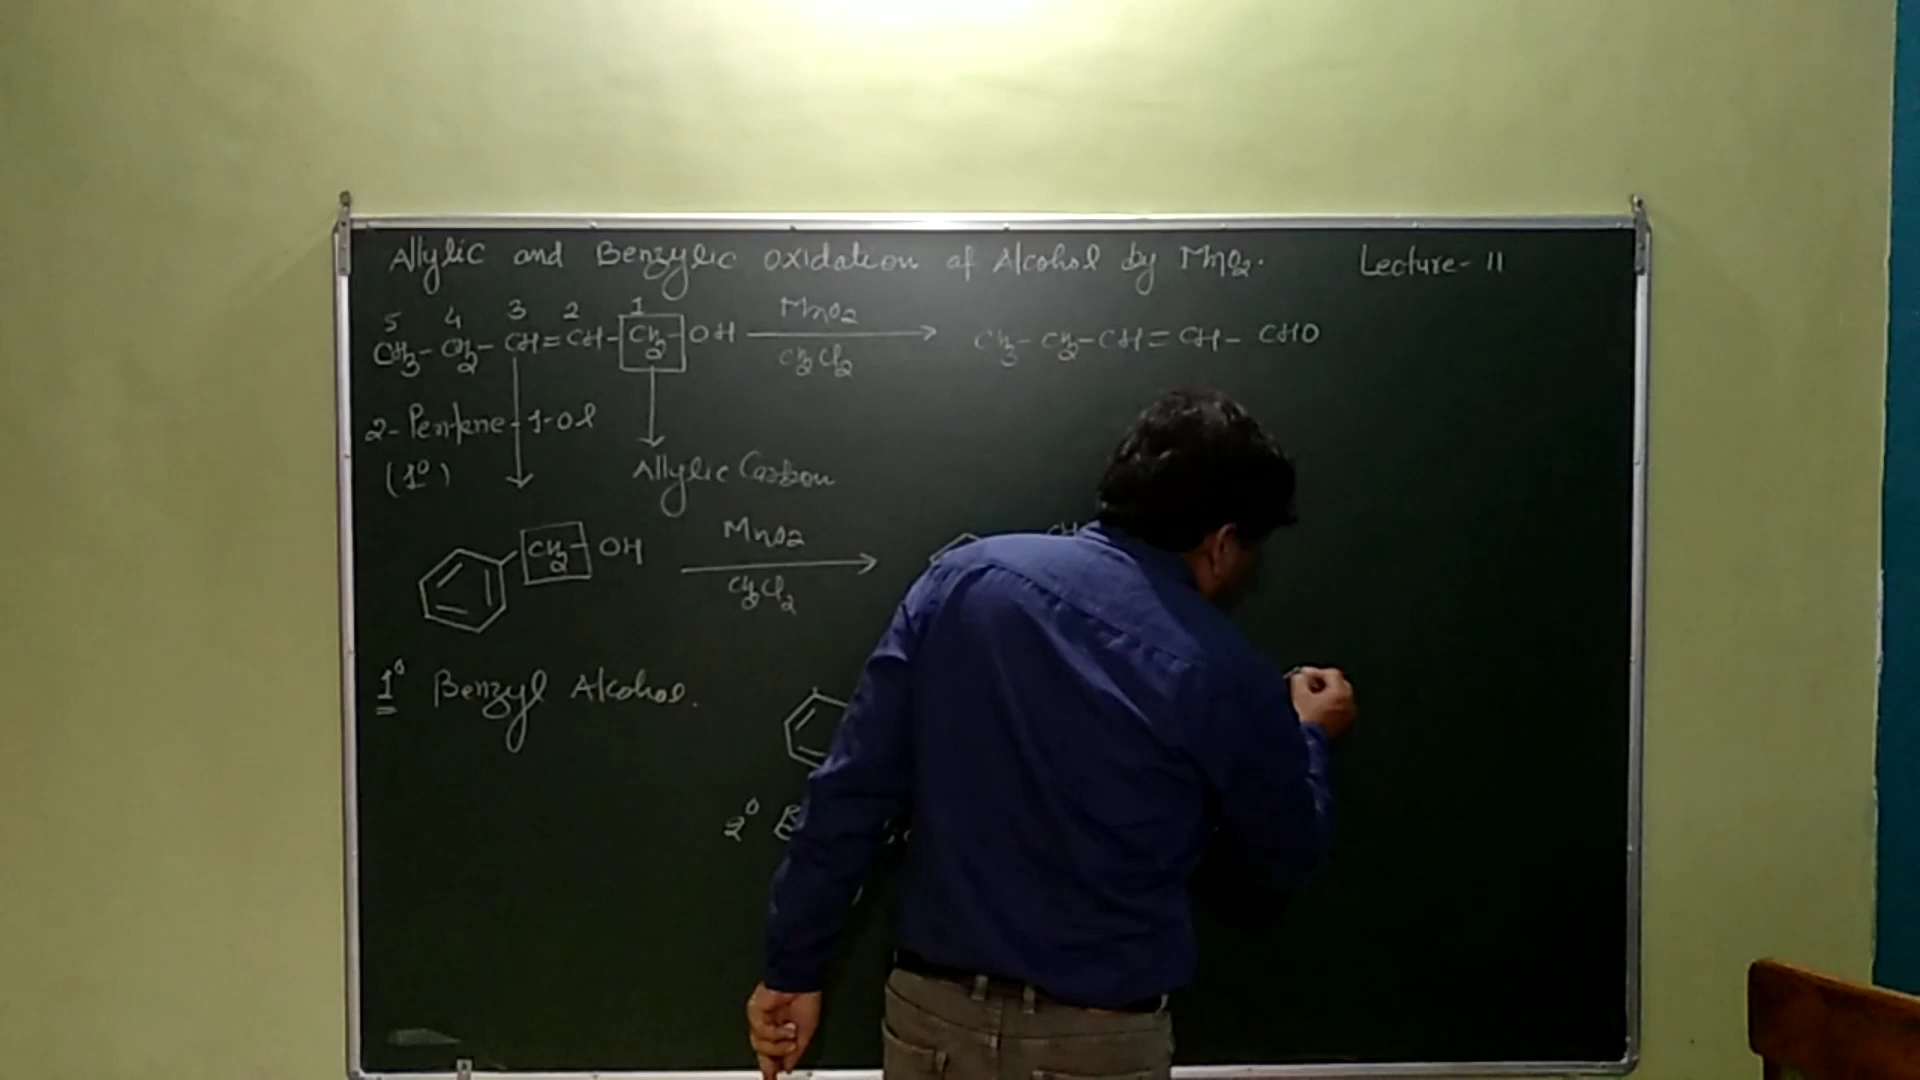 Allylic and Benzylic oxidation of Alcohol by MnO2. Lecture- 11
5 4 3 2 1
CH3- CH2- CH=CH- CH2- OH MnO2 CH2Cl2 CH3- CH2-CH=CH- CHO
2- Pentene-1-ol
(1°)
Allylic Carbon
CH2- OH MnO2 CH2Cl2
1° Benzyl Alcohol.
2°